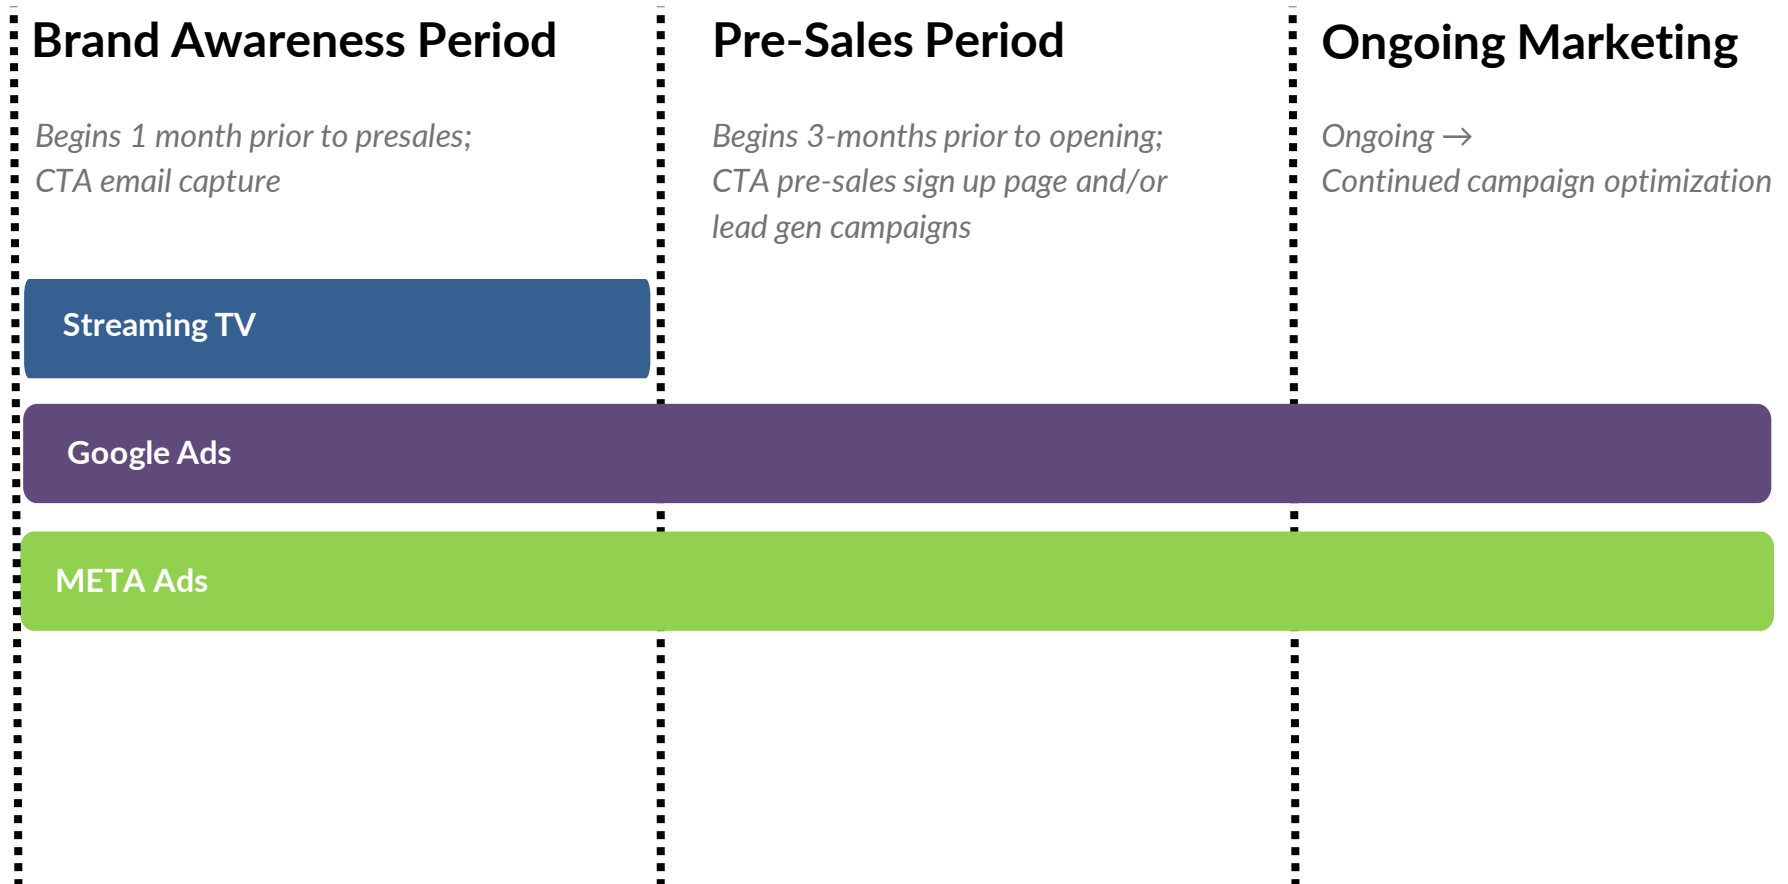 Brand Awareness Period
Begins 1 month prior to presales;
CTA email capture
Pre-Sales Period
Begins 3-months prior to opening;
CTA pre-sales sign up page and/or
lead gen campaigns
Ongoing Marketing
Ongoing →
Continued campaign optimization
Streaming TV
Google Ads
META Ads